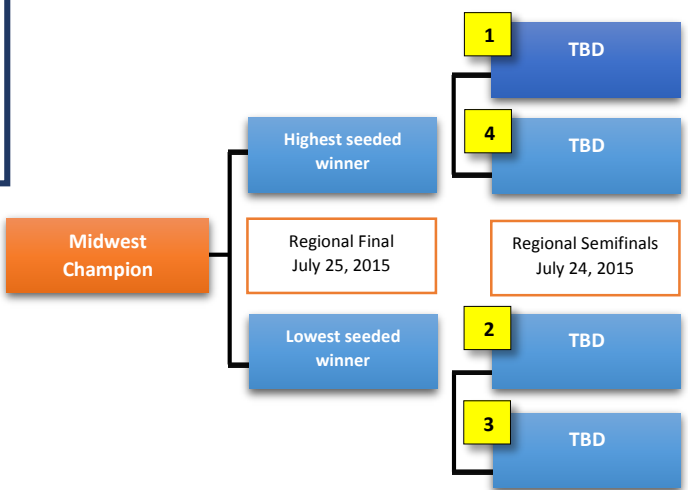 1
TBD
4
TBD
Highest seeded
winner
Midwest
Champion
Regional Final
July 25, 2015
Regional Semifinals
July 24, 2015
Lowest seeded
winner
2
TBD
3
TBD